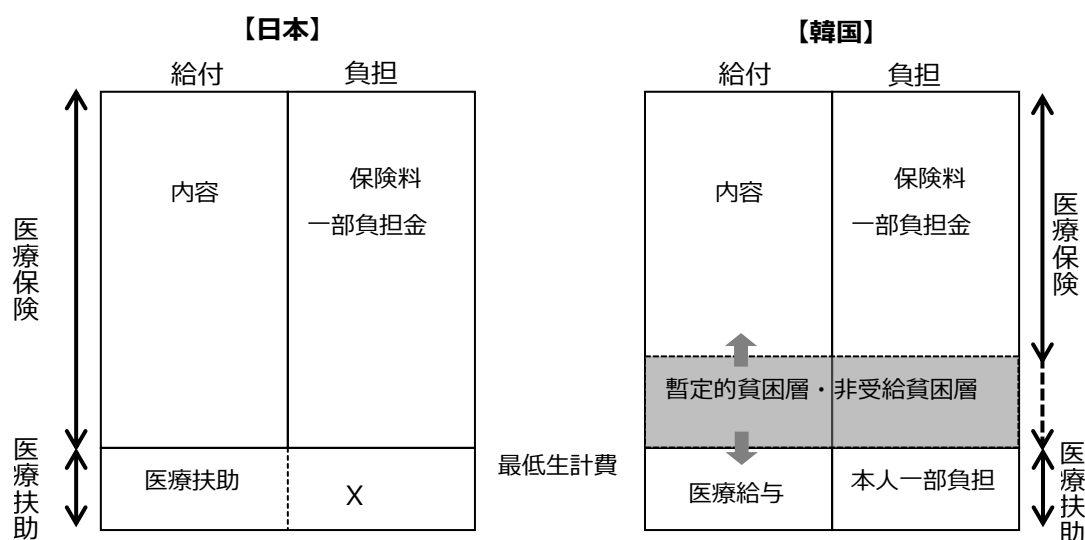 【日本】
給付
負担
医療保険
内容
保険料
一部負担金
医療扶助
医療扶助
X
最低生計費
【韓国】
給付
負担
内容
保険料
一部負担金
医療保険
暫定的貧困層・非受給貧困層
医療給与
本人一部負担
医療扶助